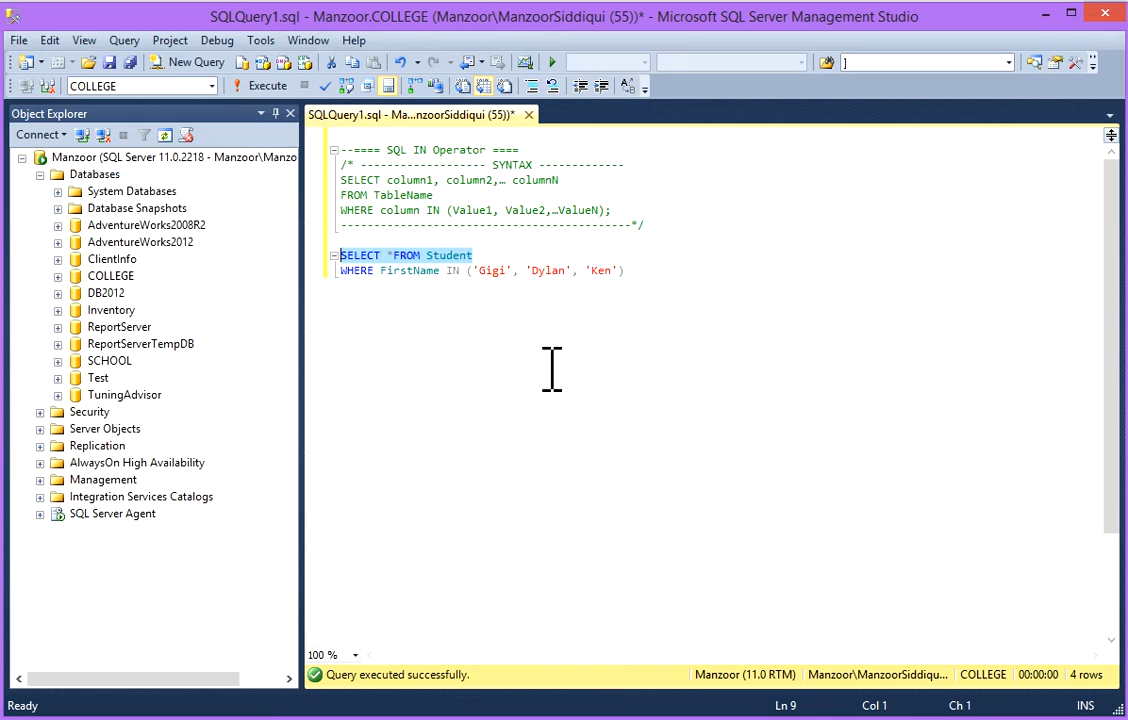 SQLQuery1.sql - Manzoor.COLLEGE (Manzoor\ManzoorSiddiqui (55))* - Microsoft SQL Server Management Studio
File Edit View Query Project Debug Tools Window Help
New Query ]
COLLEGE Execute
Object Explorer
SQLQuery1.sql - Ma...nzoorSiddiqui (55))*
Connect
Manzoor (SQL Server 11.0.2218 - Manzoor\Manzo
Databases
System Databases
Database Snapshots
AdventureWorks2008R2
AdventureWorks2012
ClientInfo
COLLEGE
DB2012
Inventory
ReportServer
ReportServerTempDB
SCHOOL
Test
TuningAdvisor
Security
Server Objects
Replication
AlwaysOn High Availability
Management
Integration Services Catalogs
SQL Server Agent
--==== SQL IN Operator ====
/* ------------------- SYNTAX -------------
SELECT column1, column2,… columnN
FROM TableName
WHERE column IN (Value1, Value2,…ValueN);
--------------------------------------------*/
SELECT *FROM Student
WHERE FirstName IN ('Gigi', 'Dylan', 'Ken')
100 %
Query executed successfully. Manzoor (11.0 RTM) Manzoor\ManzoorSiddiqu... COLLEGE 00:00:00 4 rows
Ready Ln 9 Col 1 Ch 1 INS